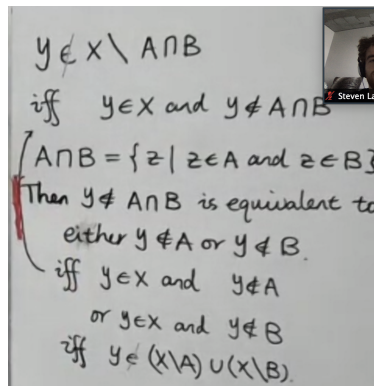 y ∉ X \ A∩B
Steven La
iff y∈X and y∉A∩B
A∩B = {z | z∈A and z∈B}
Then y∉A∩B is equivalent to
either y∉A or y∉B.
iff y∈X and y∉A
or y∈X and y∉B
iff y∈(X\A)∪(X\B).